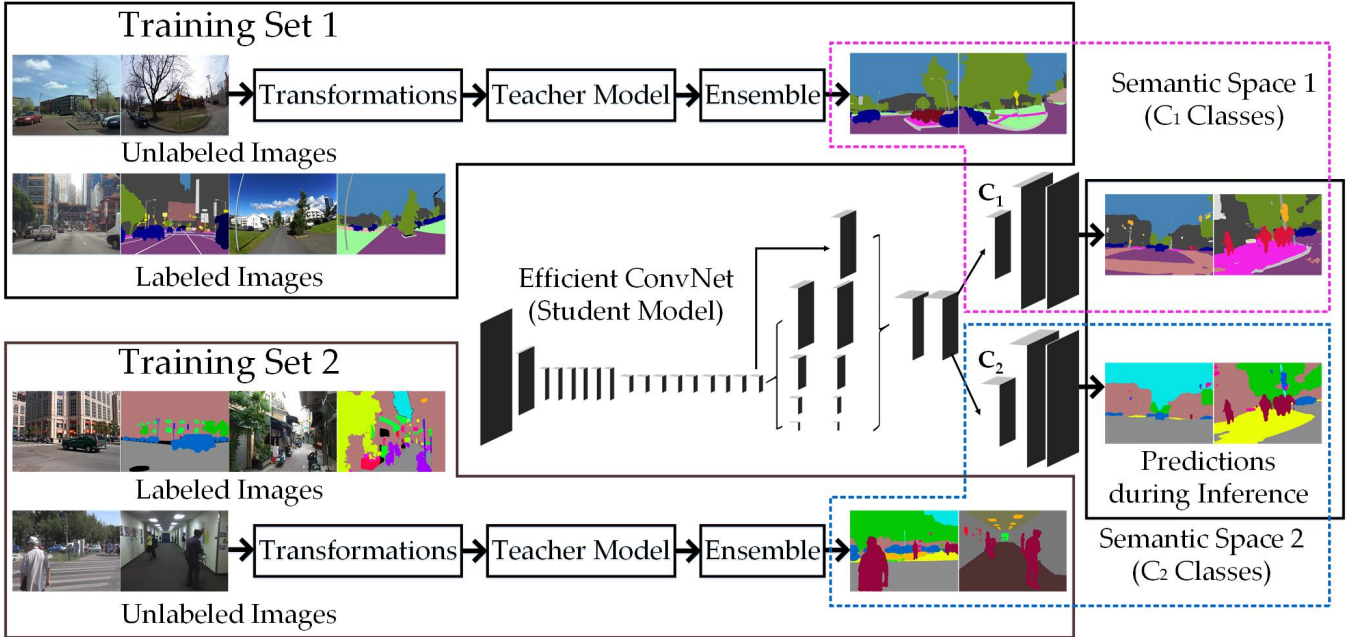 Training Set 1
Transformations
Teacher Model
Ensemble
Unlabeled Images
Labeled Images
Semantic Space 1
(C₁ Classes)
Efficient ConvNet
(Student Model)
C₁
C₂
Training Set 2
Labeled Images
Transformations
Teacher Model
Ensemble
Unlabeled Images
Predictions
during Inference
Semantic Space 2
(C₂ Classes)